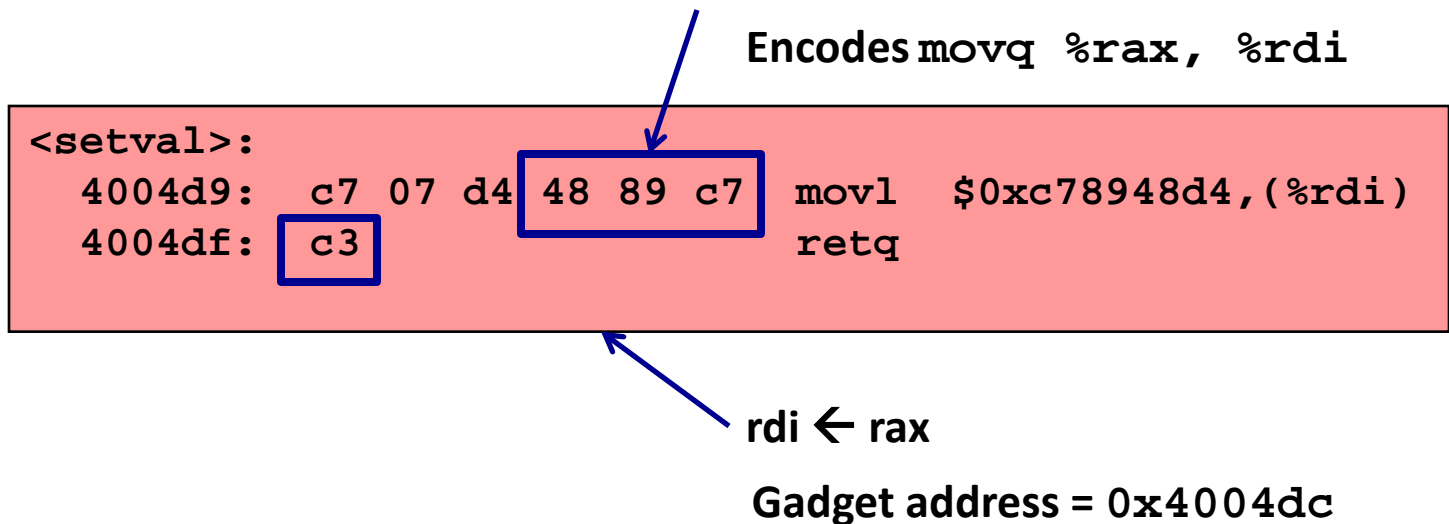 Encodes movq %rax, %rdi
<setval>:
4004d9: c7 07 d4 48 89 c7 movl $0xc78948d4,(%rdi)
4004df: c3 retq
rdi ← rax
Gadget address = 0x4004dc